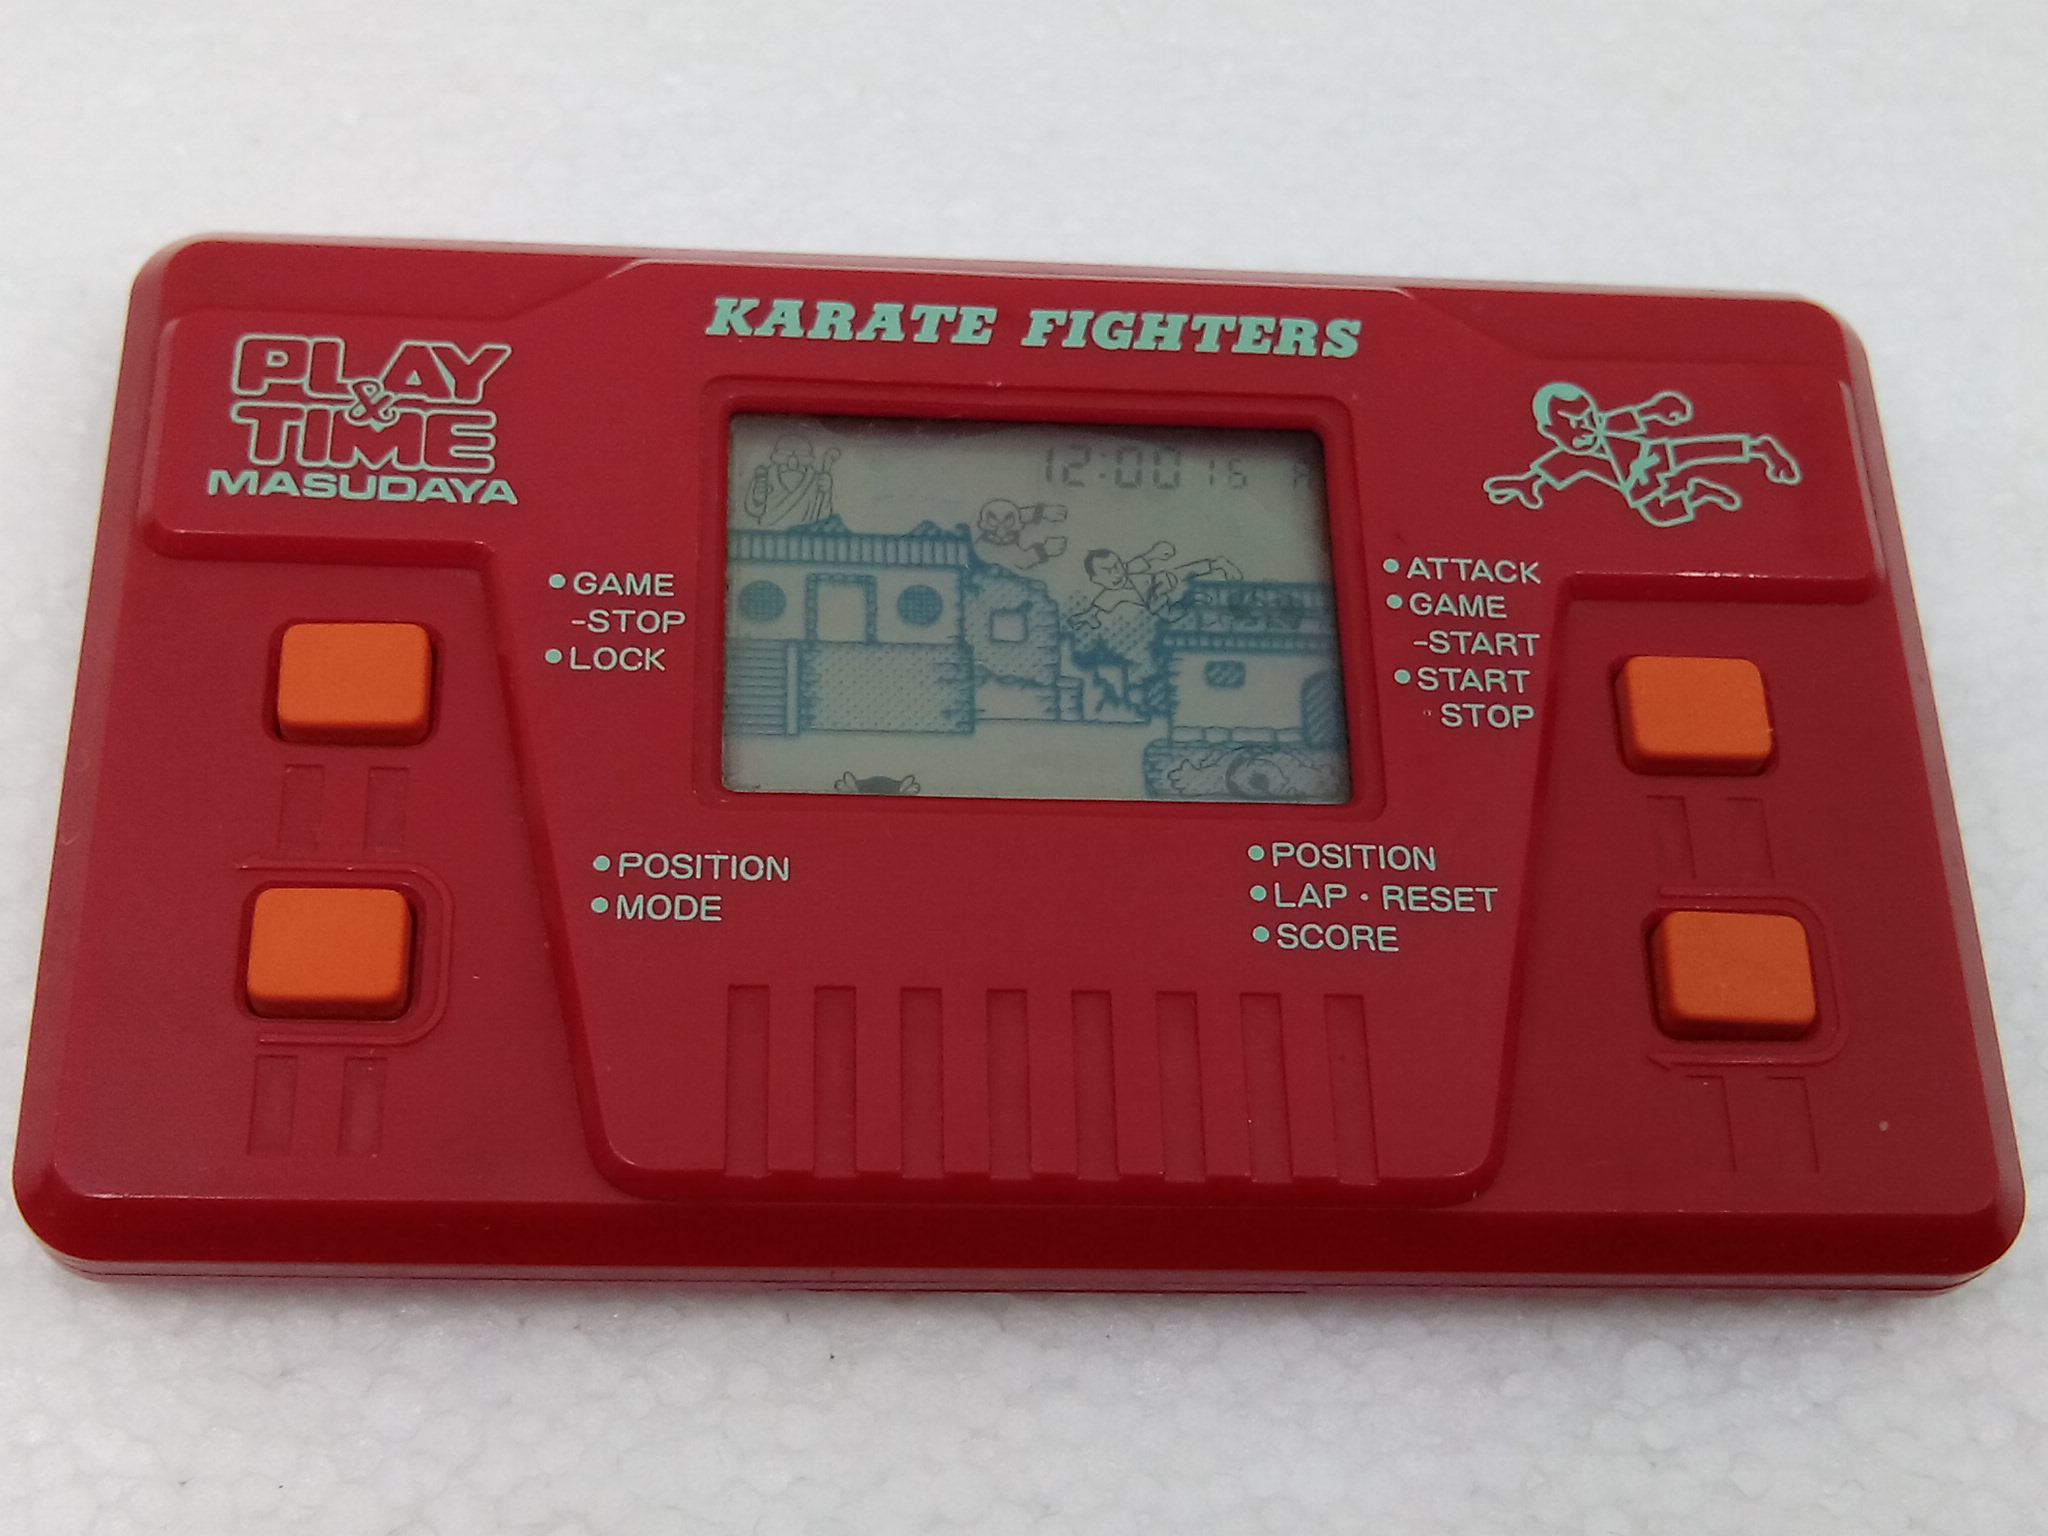 KARATE FIGHTERS
PLAY
&
TIME
MASUDAYA
12:00 16 A
• GAME
-STOP
• LOCK
• ATTACK
• GAME
-START
• START
STOP
• POSITION
• MODE
• POSITION
• LAP · RESET
• SCORE